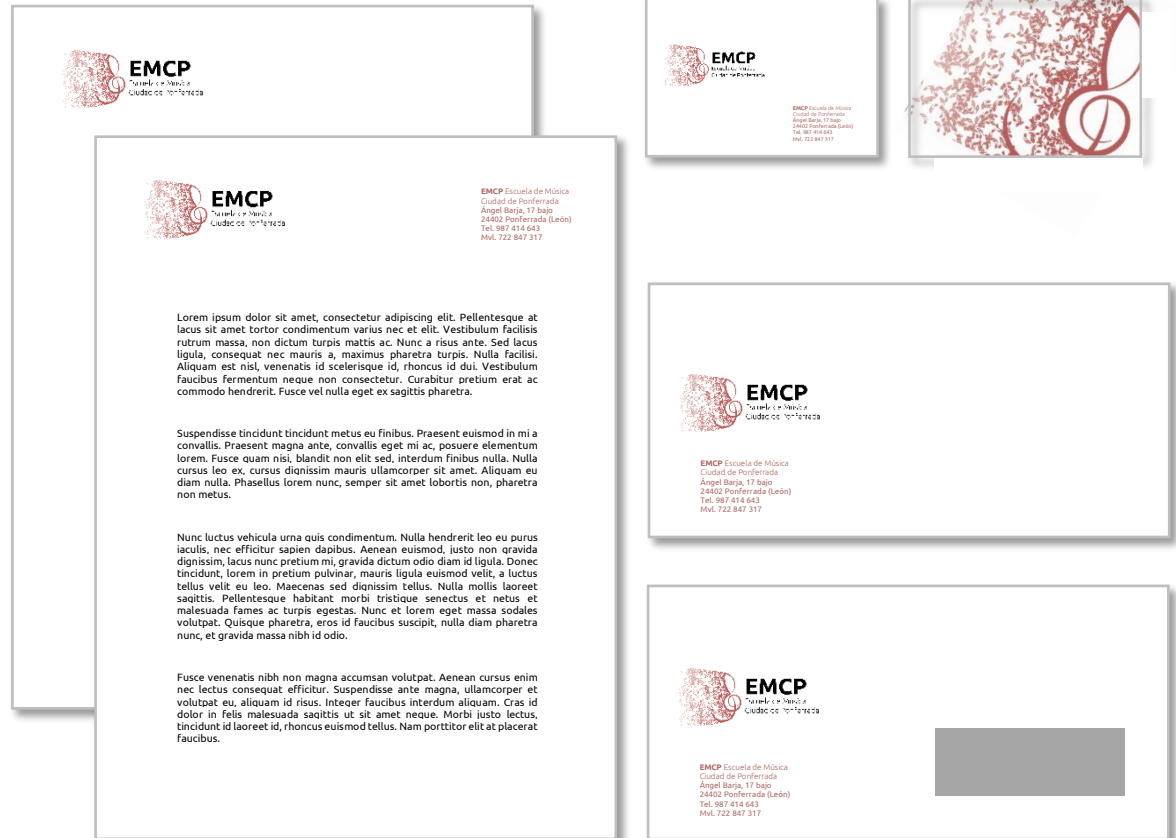 EMCP
Escuela de Música
Ciudad de Ponferrada
EMCP
Escuela de Música
Ciudad de Ponferrada
EMCP Escuela de Música
Ciudad de Ponferrada
Ángel Barja, 17 bajo
24402 Ponferrada (León)
Tel. 987 414 643
Mvl. 722 847 317
Lorem ipsum dolor sit amet, consectetur adipiscing elit. Pellentesque at
lacus sit amet tortor condimentum varius nec et elit. Vestibulum facilisis
rutrum massa, non dictum turpis mattis ac. Nunc a risus ante. Sed lacus
ligula, consequat nec mauris a, maximus pharetra turpis. Nulla facilisi.
Aliquam est nisl, venenatis id scelerisque id, rhoncus id dui. Vestibulum
faucibus fermentum neque non consectetur. Curabitur pretium erat ac
commodo hendrerit. Fusce vel nulla eget ex sagittis pharetra.
Suspendisse tincidunt tincidunt metus eu finibus. Praesent euismod in mi a
convallis. Praesent magna ante, convallis eget mi ac, posuere elementum
lorem. Fusce quam nisi, blandit non elit sed, interdum finibus nulla. Nulla
cursus leo ex, cursus dignissim mauris ullamcorper sit amet. Aliquam eu
diam nulla. Phasellus lorem nunc, semper sit amet lobortis non, pharetra
non metus.
Nunc luctus vehicula urna quis condimentum. Nulla hendrerit leo eu purus
iaculis, nec efficitur sapien dapibus. Aenean euismod, justo non gravida
dignissim, lacus nunc pretium mi, gravida dictum odio diam id ligula. Donec
tincidunt, lorem in pretium pulvinar, mauris ligula euismod velit, a luctus
tellus velit eu leo. Maecenas sed dignissim tellus. Nulla mollis laoreet
sagittis. Pellentesque habitant morbi tristique senectus et netus et
malesuada fames ac turpis egestas. Nunc et lorem eget massa sodales
volutpat. Quisque pharetra, eros id faucibus suscipit, nulla diam pharetra
nunc, et gravida massa nibh id odio.
Fusce venenatis nibh non magna accumsan volutpat. Aenean cursus enim
nec lectus consequat efficitur. Suspendisse ante magna, ullamcorper et
volutpat eu, aliquam id risus. Integer faucibus interdum aliquam. Cras id
dolor in felis malesuada sagittis ut sit amet neque. Morbi justo lectus,
tincidunt id laoreet id, rhoncus euismod tellus. Nam porttitor elit at placerat
faucibus.
EMCP
Escuela de Música
Ciudad de Ponferrada
EMCP Escuela de Música
Ciudad de Ponferrada
Ángel Barja, 17 bajo
24402 Ponferrada (León)
Tel. 987 414 643
Mvl. 722 847 317
EMCP
Escuela de Música
Ciudad de Ponferrada
EMCP Escuela de Música
Ciudad de Ponferrada
Ángel Barja, 17 bajo
24402 Ponferrada (León)
Tel. 987 414 643
Mvl. 722 847 317
EMCP
Escuela de Música
Ciudad de Ponferrada
EMCP Escuela de Música
Ciudad de Ponferrada
Ángel Barja, 17 bajo
24402 Ponferrada (León)
Tel. 987 414 643
Mvl. 722 847 317